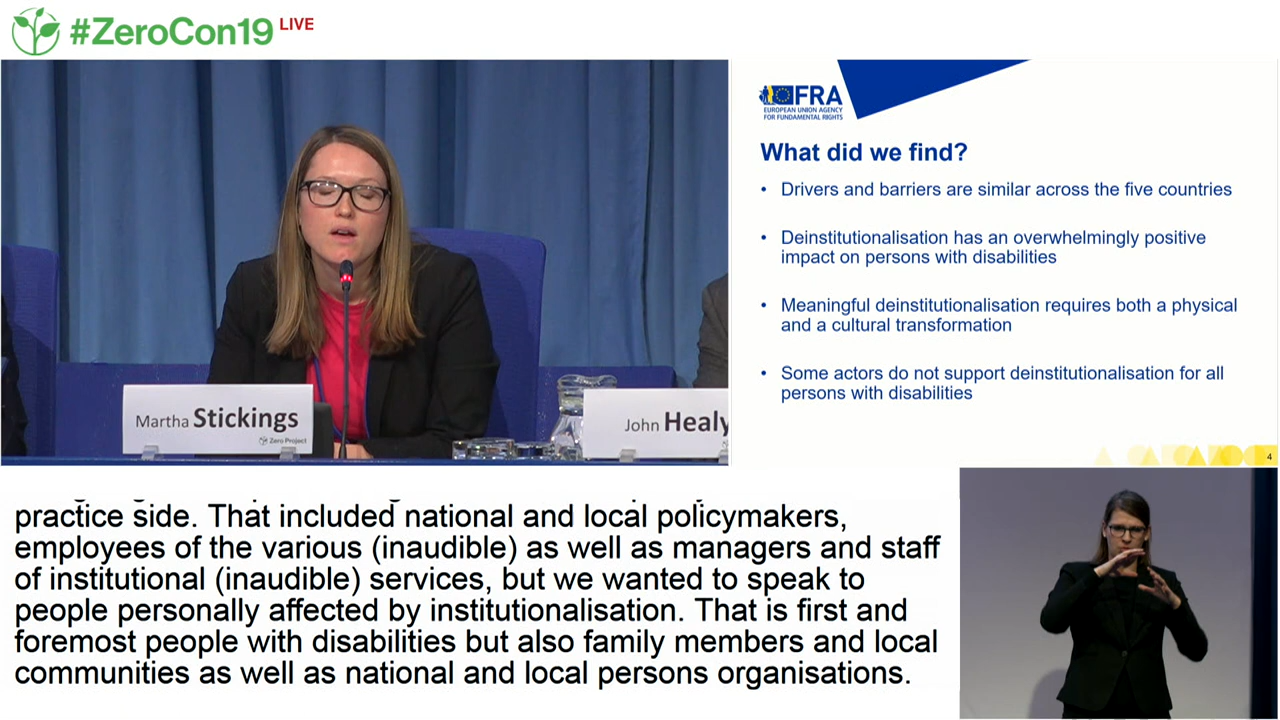 #ZeroCon19 LIVE
FRA
EUROPEAN UNION AGENCY
FOR FUNDAMENTAL RIGHTS
What did we find?
• Drivers and barriers are similar across the five countries
• Deinstitutionalisation has an overwhelmingly positive
impact on persons with disabilities
• Meaningful deinstitutionalisation requires both a physical
and a cultural transformation
• Some actors do not support deinstitutionalisation for all
persons with disabilities
4
Martha Stickings
Zero Project
John Healy
practice side. That included national and local policymakers,
employees of the various (inaudible) as well as managers and staff
of institutional (inaudible) services, but we wanted to speak to
people personally affected by institutionalisation. That is first and
foremost people with disabilities but also family members and local
communities as well as national and local persons organisations.